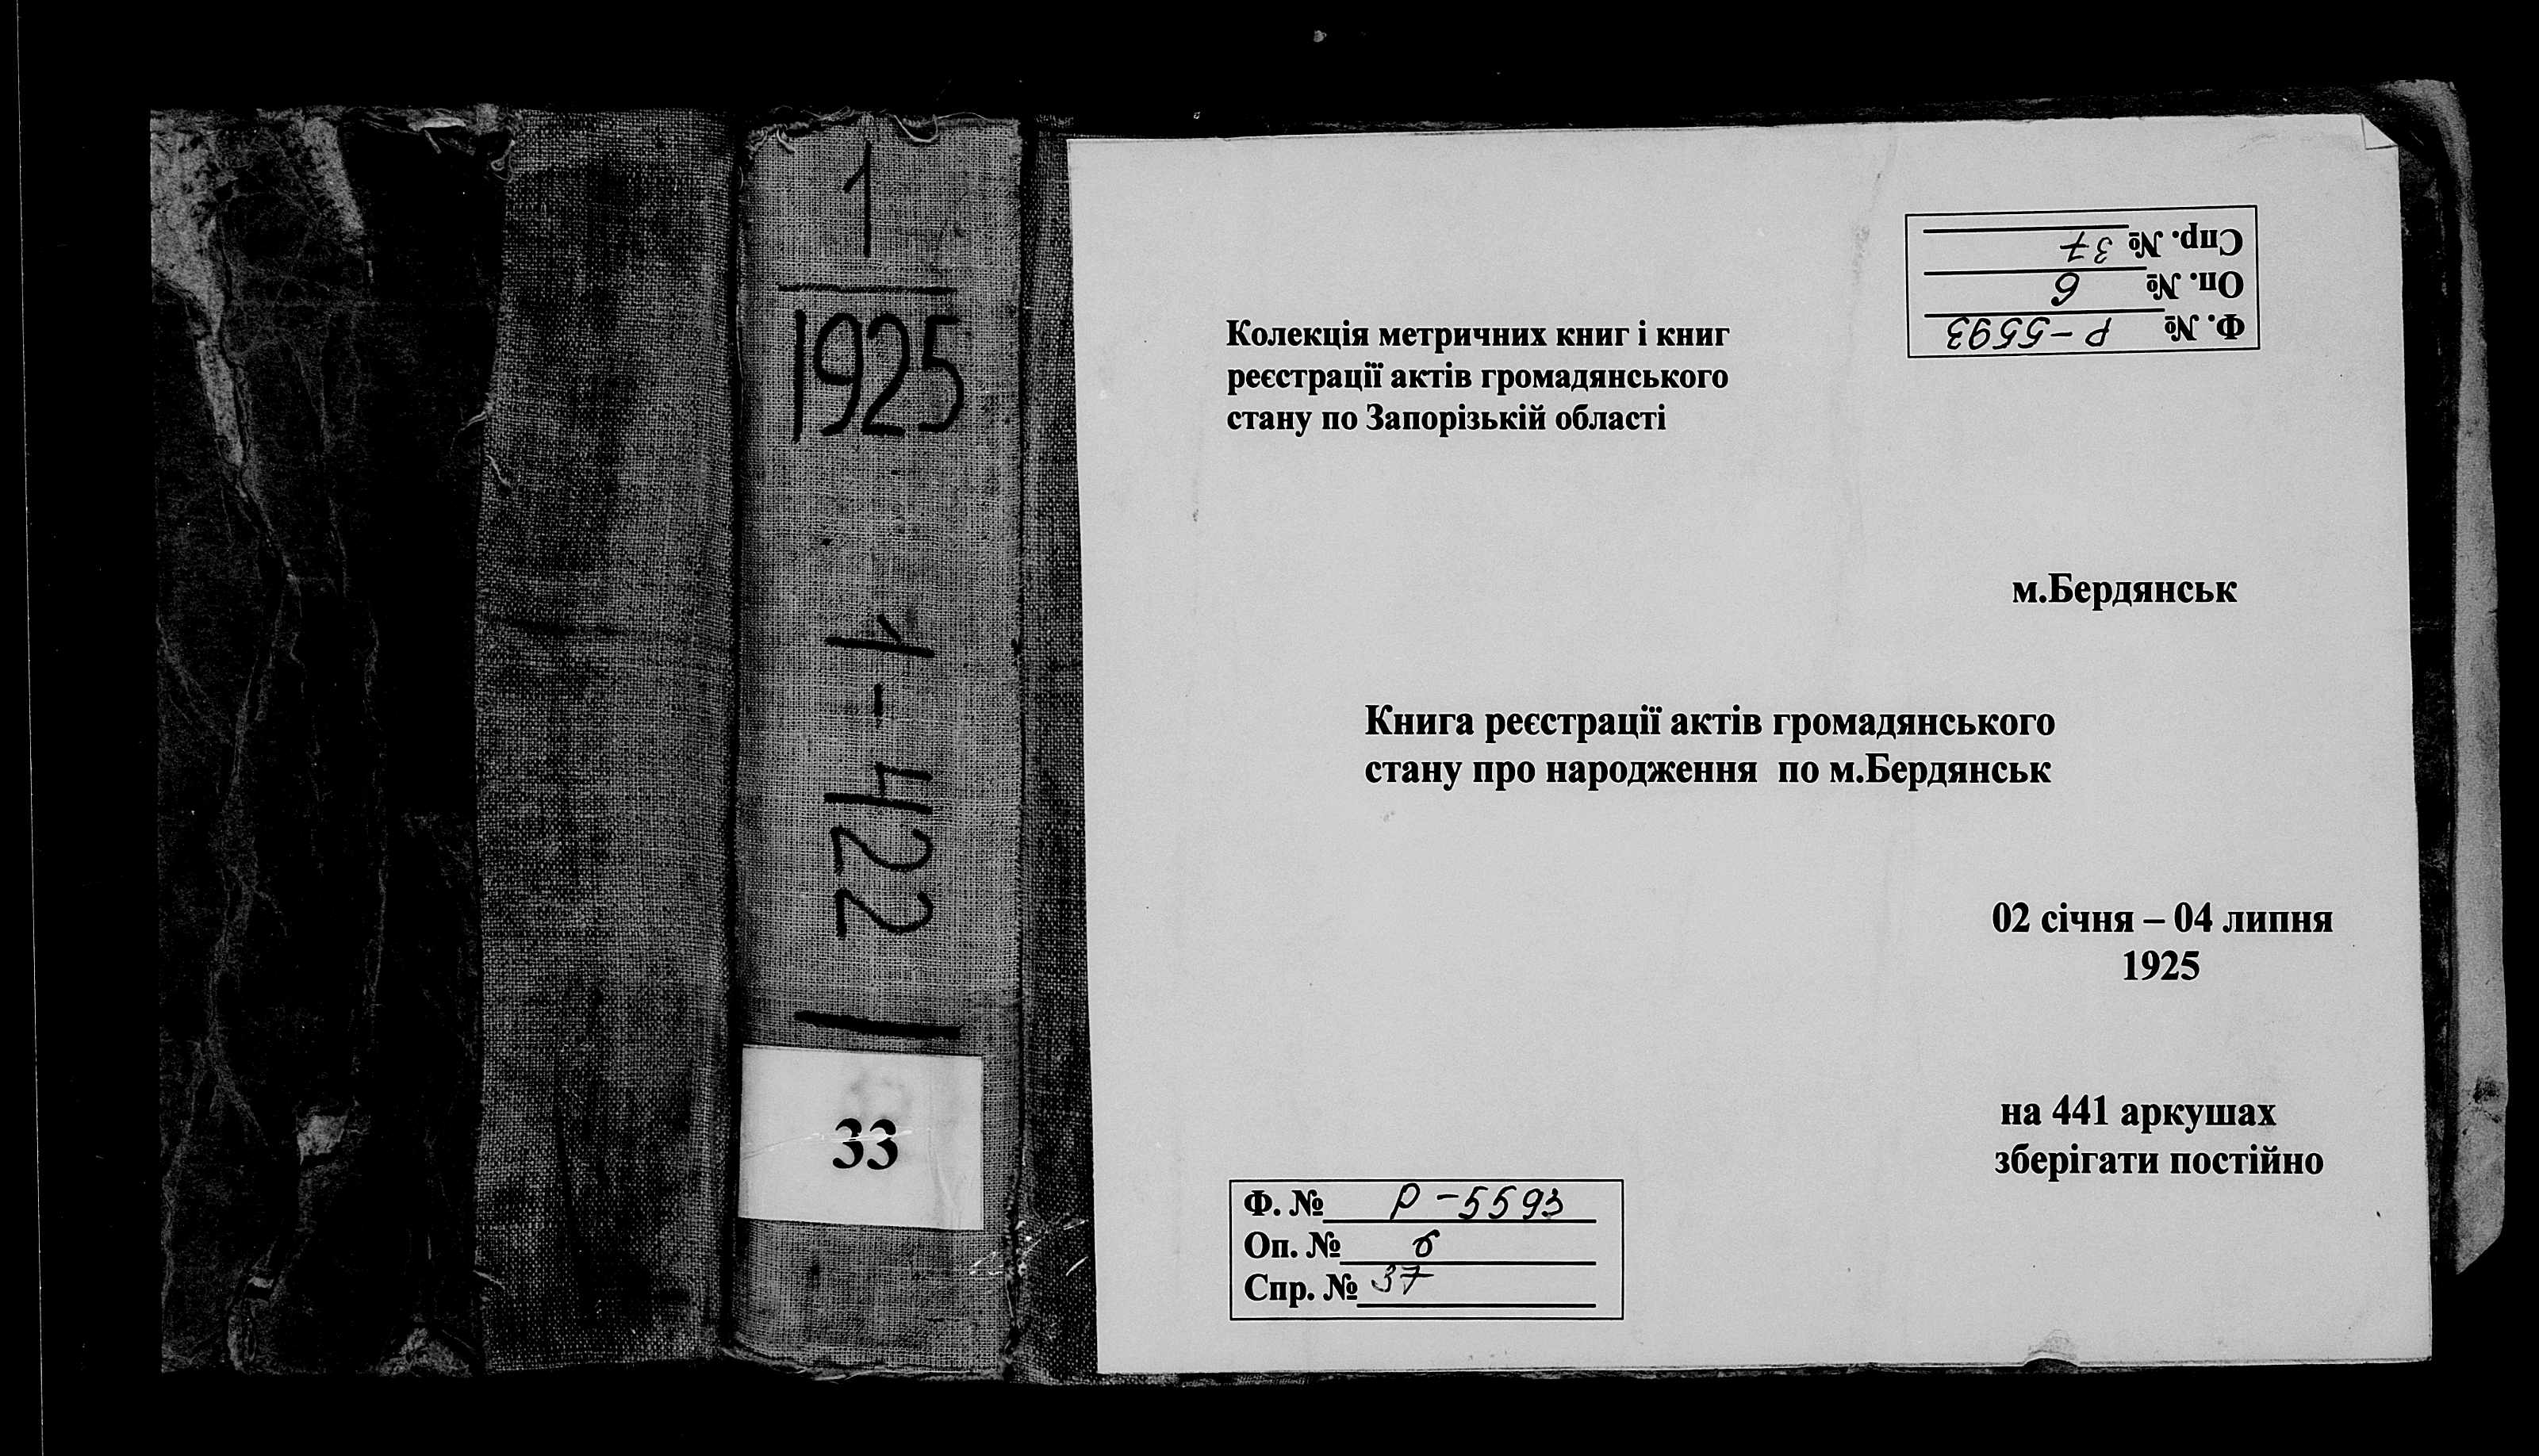 1
1925
1-422
33
Спр. № 37
Оп. № 6
Ф. № Р-5593
Колекція метричних книг і книг
реєстрації актів громадянського
стану по Запорізькій області
м.Бердянськ
Книга реєстрації актів громадянського
стану про народження по м.Бердянськ
02 січня – 04 липня
1925
на 441 аркушах
зберігати постійно
Ф. № Р-5593
Оп. № 6
Спр. № 37